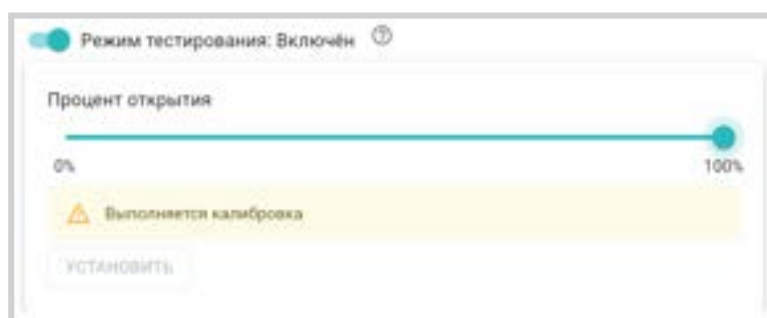 Режим тестирования: Включён
Процент открытия
0% 100%
Выполняется калибровка
УСТАНОВИТЬ